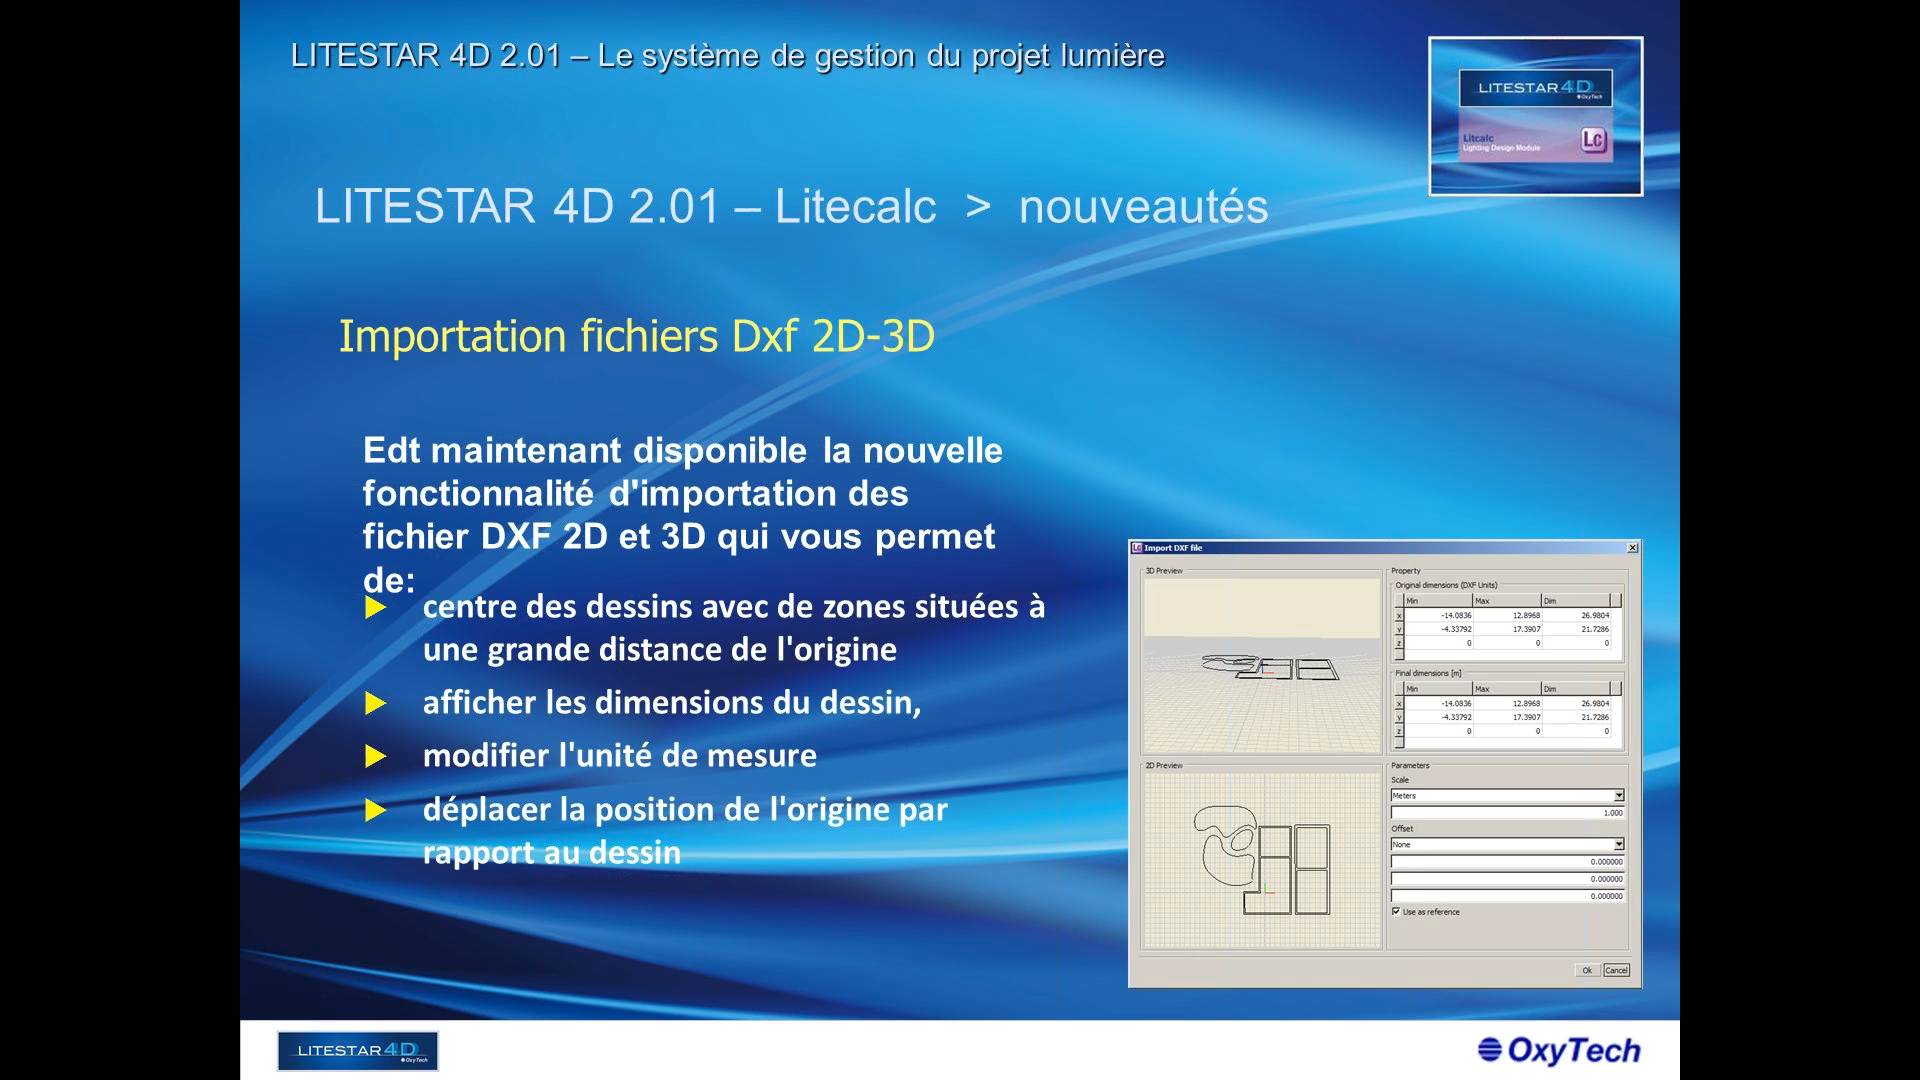 LITESTAR 4D 2.01 – Le système de gestion du projet lumière
LITESTAR 4D
OxyTech
Litcalc
Lighting Design Module
Lc
LITESTAR 4D 2.01 – Litecalc > nouveautés
Importation fichiers Dxf 2D-3D
Edt maintenant disponible la nouvelle
fonctionnalité d'importation des
fichier DXF 2D et 3D qui vous permet
de:
centre des dessins avec de zones situées à
une grande distance de l'origine
afficher les dimensions du dessin,
modifier l'unité de mesure
déplacer la position de l'origine par
rapport au dessin
Lc Import DXF file
3D Preview
Property
Original dimensions (DXF Units)
Min Max Dim
x -14.0836 12.8968 26.9804
y -4.33792 17.3907 21.7286
z 0 0 0
Final dimensions [m]
Min Max Dim
x -14.0836 12.8968 26.9804
y -4.33792 17.3907 21.7286
z 0 0 0
2D Preview
Parameters
Scale
Meters
1.000
Offset
None
0.000000
0.000000
0.000000
Use as reference
Ok Cancel
LITESTAR 4D
OxyTech
OxyTech